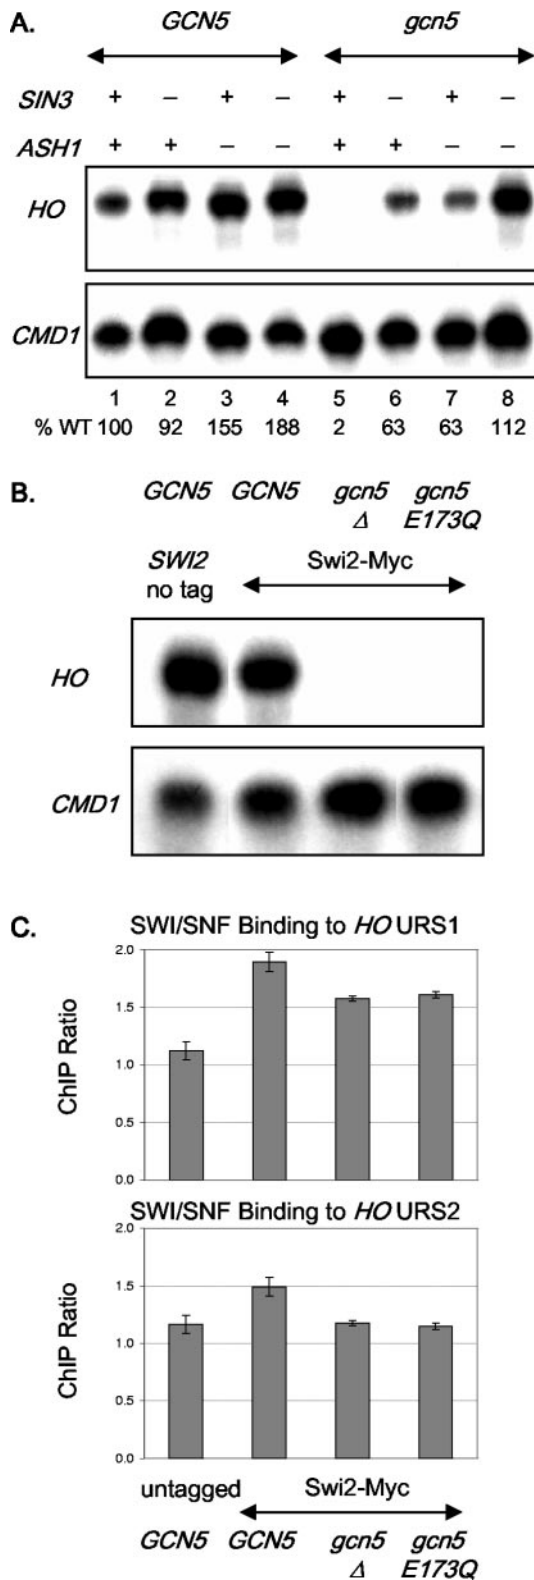 A.
GCN5 gcn5
SIN3 + – + – + – + –
ASH1 + + – – + + – –
HO
CMD1
1 2 3 4 5 6 7 8
% WT 100 92 155 188 2 63 63 112
B.
GCN5 GCN5 gcn5 gcn5
Δ E173Q
SWI2 Swi2-Myc
no tag
HO
CMD1
C.
SWI/SNF Binding to HO URS1
2.0
1.5
1.0
0.5
0.0
ChIP Ratio
SWI/SNF Binding to HO URS2
2.0
1.5
1.0
0.5
0.0
ChIP Ratio
untagged Swi2-Myc
GCN5 GCN5 gcn5 gcn5
Δ E173Q